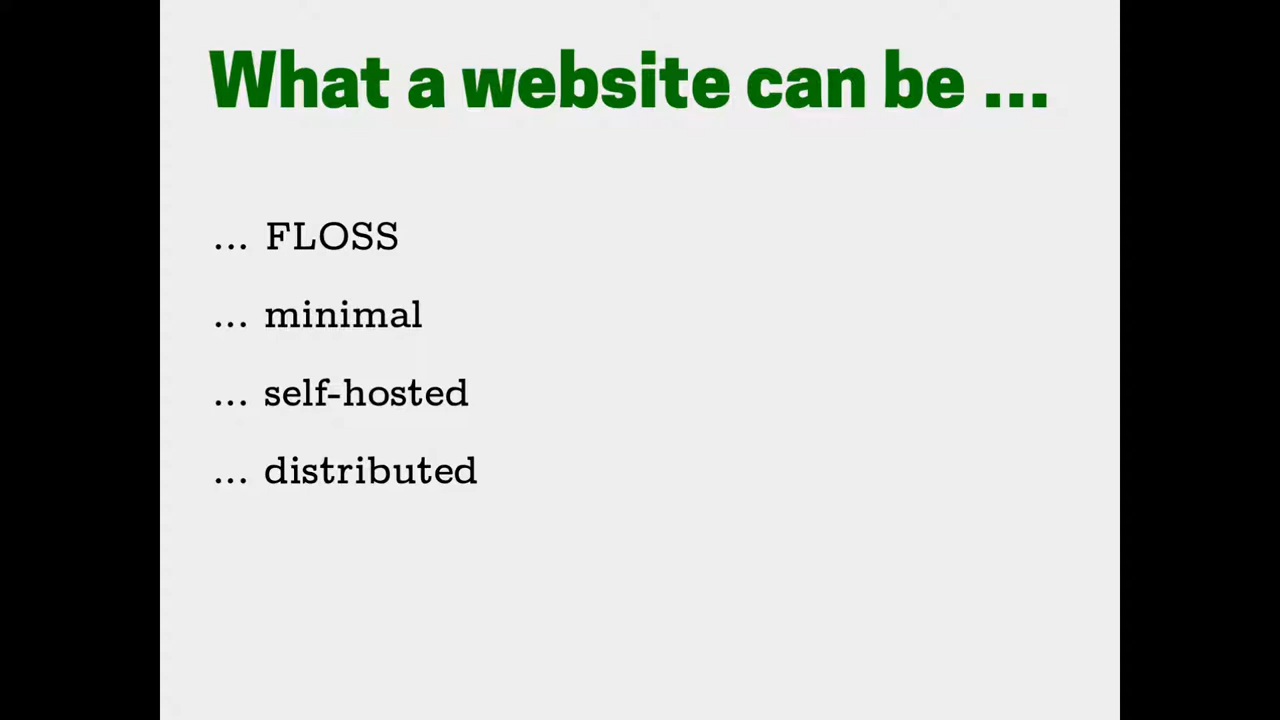 What a website can be ...
... FLOSS
... minimal
... self-hosted
... distributed